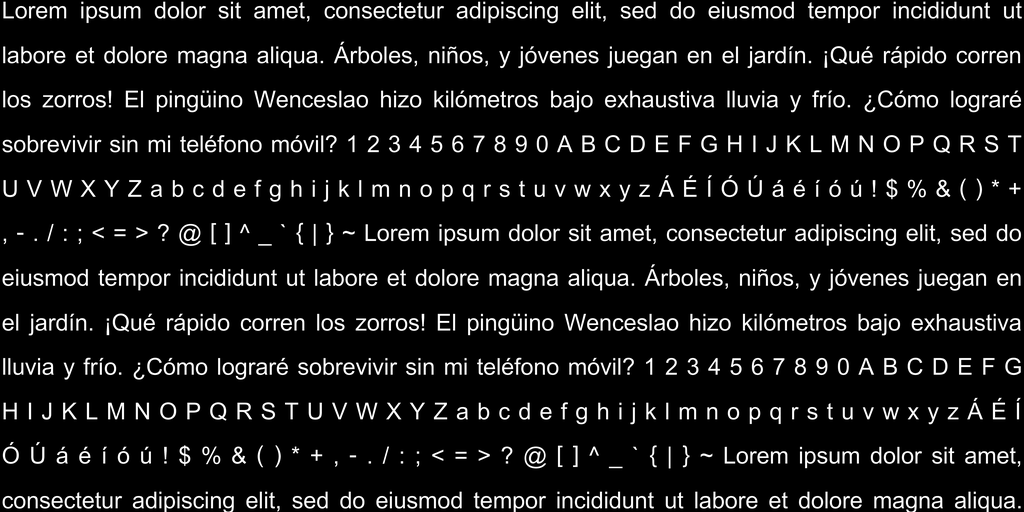 Lorem ipsum dolor sit amet, consectetur adipiscing elit, sed do eiusmod tempor incididunt ut
labore et dolore magna aliqua. Árboles, niños, y jóvenes juegan en el jardín. ¡Qué rápido corren
los zorros! El pingüino Wenceslao hizo kilómetros bajo exhaustiva lluvia y frío. ¿Cómo lograré
sobrevivir sin mi teléfono móvil? 1 2 3 4 5 6 7 8 9 0 A B C D E F G H I J K L M N O P Q R S T
U V W X Y Z a b c d e f g h i j k l m n o p q r s t u v w x y z Á É Í Ó Ú á é í ó ú ! $ % & ( ) * +
, - . / : ; < = > ? @ [ ] ^ _ ` { | } ~ Lorem ipsum dolor sit amet, consectetur adipiscing elit, sed do
eiusmod tempor incididunt ut labore et dolore magna aliqua. Árboles, niños, y jóvenes juegan en
el jardín. ¡Qué rápido corren los zorros! El pingüino Wenceslao hizo kilómetros bajo exhaustiva
lluvia y frío. ¿Cómo lograré sobrevivir sin mi teléfono móvil? 1 2 3 4 5 6 7 8 9 0 A B C D E F G
H I J K L M N O P Q R S T U V W X Y Z a b c d e f g h i j k l m n o p q r s t u v w x y z Á É Í
Ó Ú á é í ó ú ! $ % & ( ) * + , - . / : ; < = > ? @ [ ] ^ _ ` { | } ~ Lorem ipsum dolor sit amet,
consectetur adipiscing elit, sed do eiusmod tempor incididunt ut labore et dolore magna aliqua.